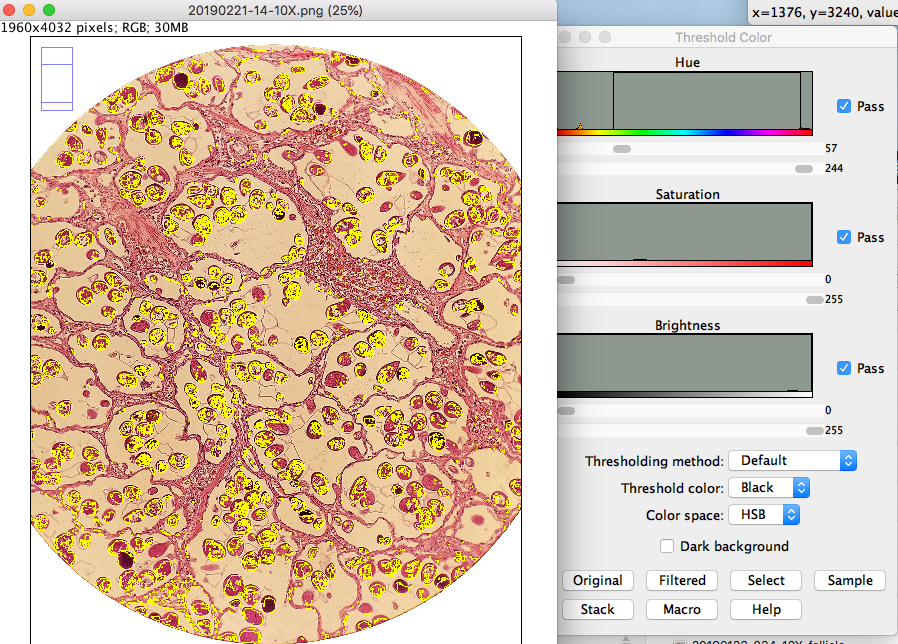 20190221-14-10X.png (25%)
x=1376, y=3240, value
1960x4032 pixels; RGB; 30MB
Threshold Color
Hue
Pass
57
244
Saturation
Pass
0
255
Brightness
Pass
0
255
Thresholding method: Default
Threshold color: Black
Color space: HSB
Dark background
Original Filtered Select Sample
Stack Macro Help